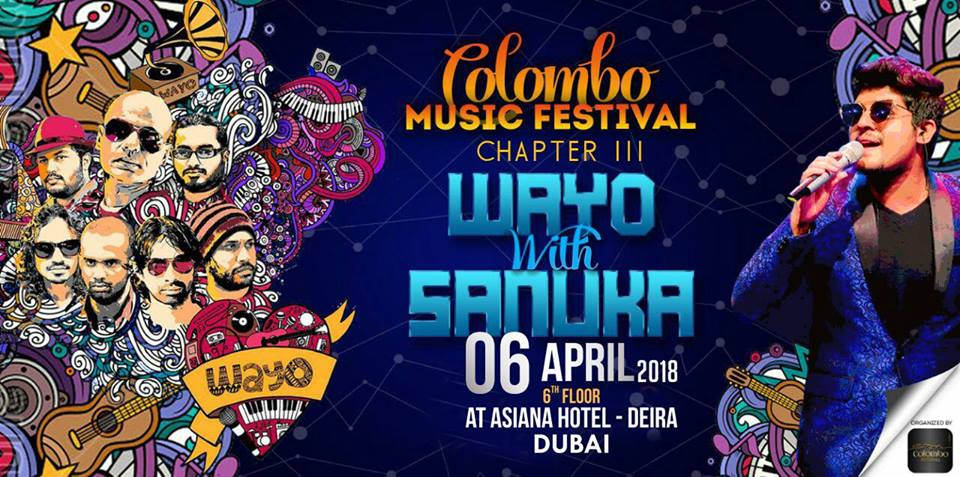 WAYO
WAYO
Colombo
MUSIC FESTIVAL
CHAPTER III
WAYO
With
SANUKA
06 APRIL 2018
6TH FLOOR
AT ASIANA HOTEL - DEIRA
DUBAI
ORGANIZED BY
Colombo